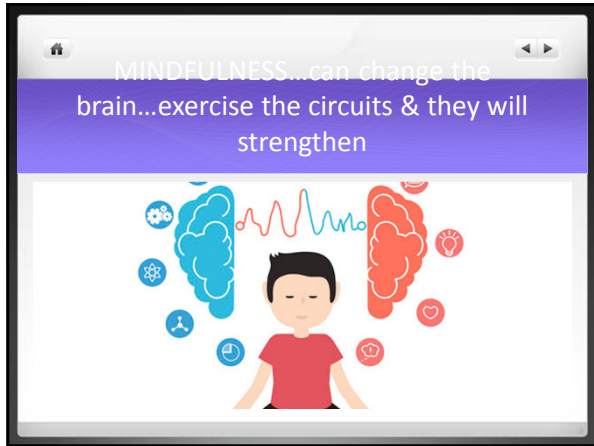 MINDFULNESS...can change the
brain...exercise the circuits & they will
strengthen